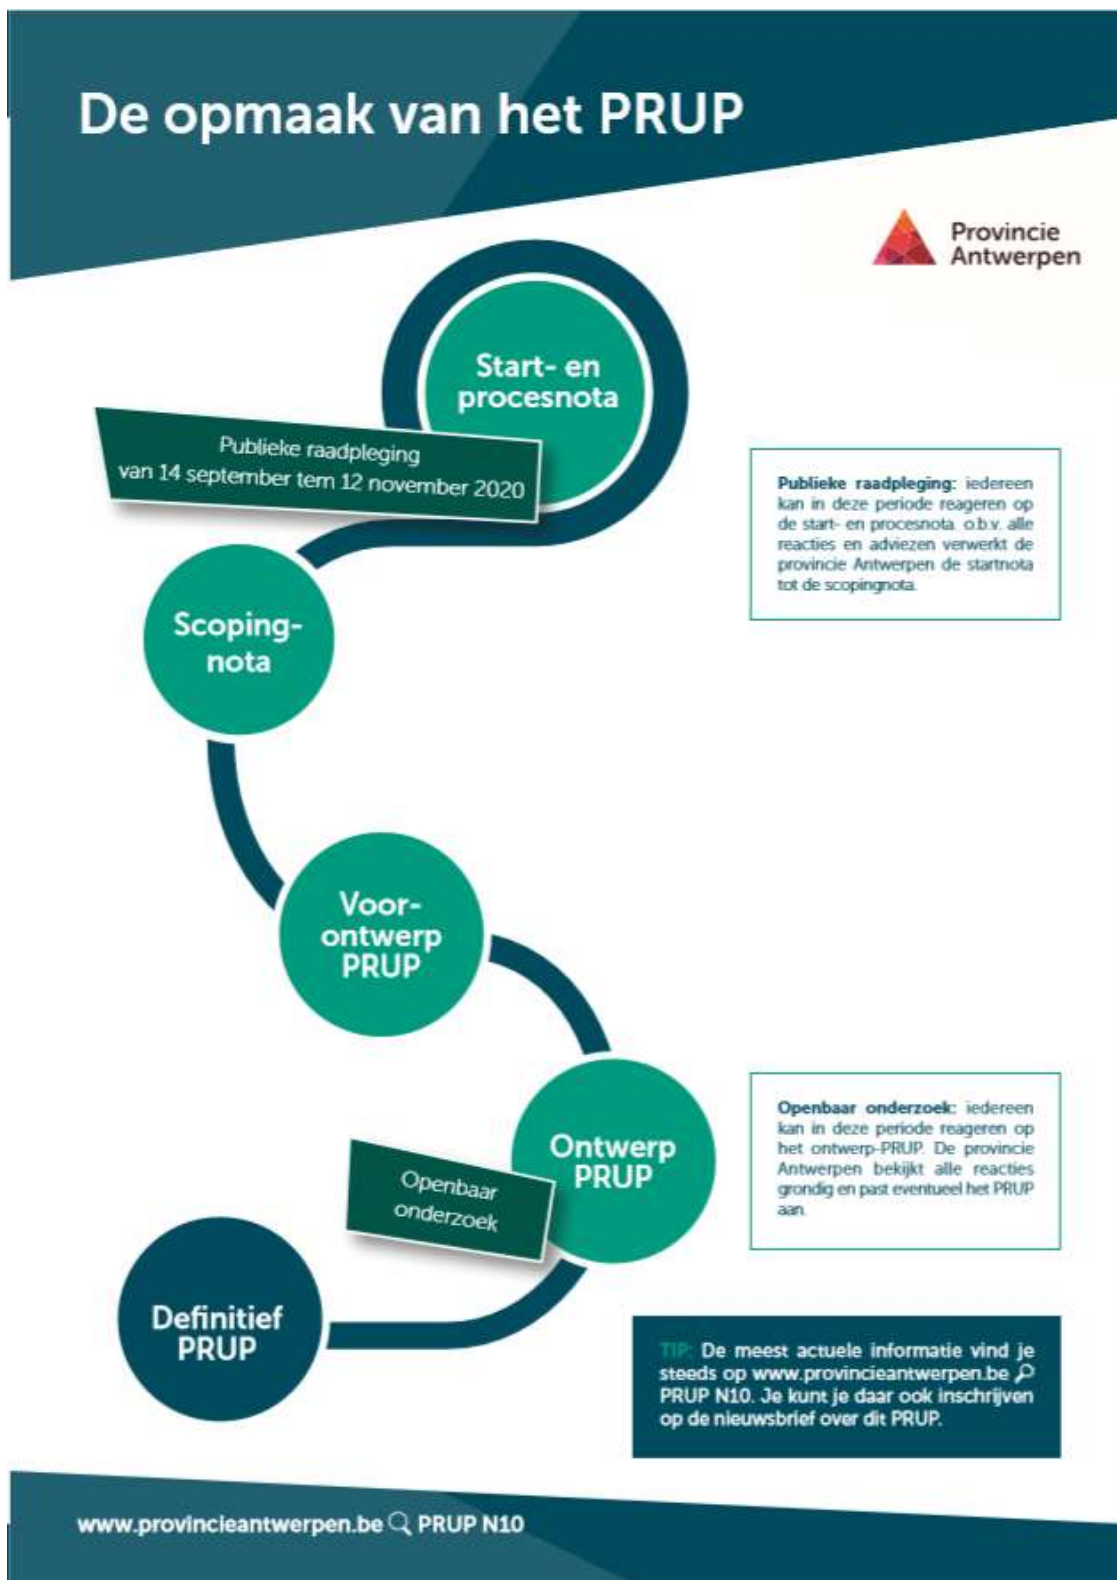 De opmaak van het PRUP
Provincie
Antwerpen
Start- en
procesnota
Publieke raadpleging
van 14 september tem 12 november 2020
Publieke raadpleging: iedereen
kan in deze periode reageren op
de start- en procesnota. o.b.v. alle
reacties en adviezen verwerkt de
provincie Antwerpen de startnota
tot de scopingnota.
Scoping-
nota
Voor-
ontwerp
PRUP
Ontwerp
PRUP
Openbaar
onderzoek
Openbaar onderzoek: iedereen
kan in deze periode reageren op
het ontwerp-PRUP. De provincie
Antwerpen bekijkt alle reacties
grondig en past eventueel het PRUP
aan.
Definitief
PRUP
TIP: De meest actuele informatie vind je
steeds op www.provincieantwerpen.be
PRUP N10. Je kunt je daar ook inschrijven
op de nieuwsbrief over dit PRUP.
www.provincieantwerpen.be PRUP N10